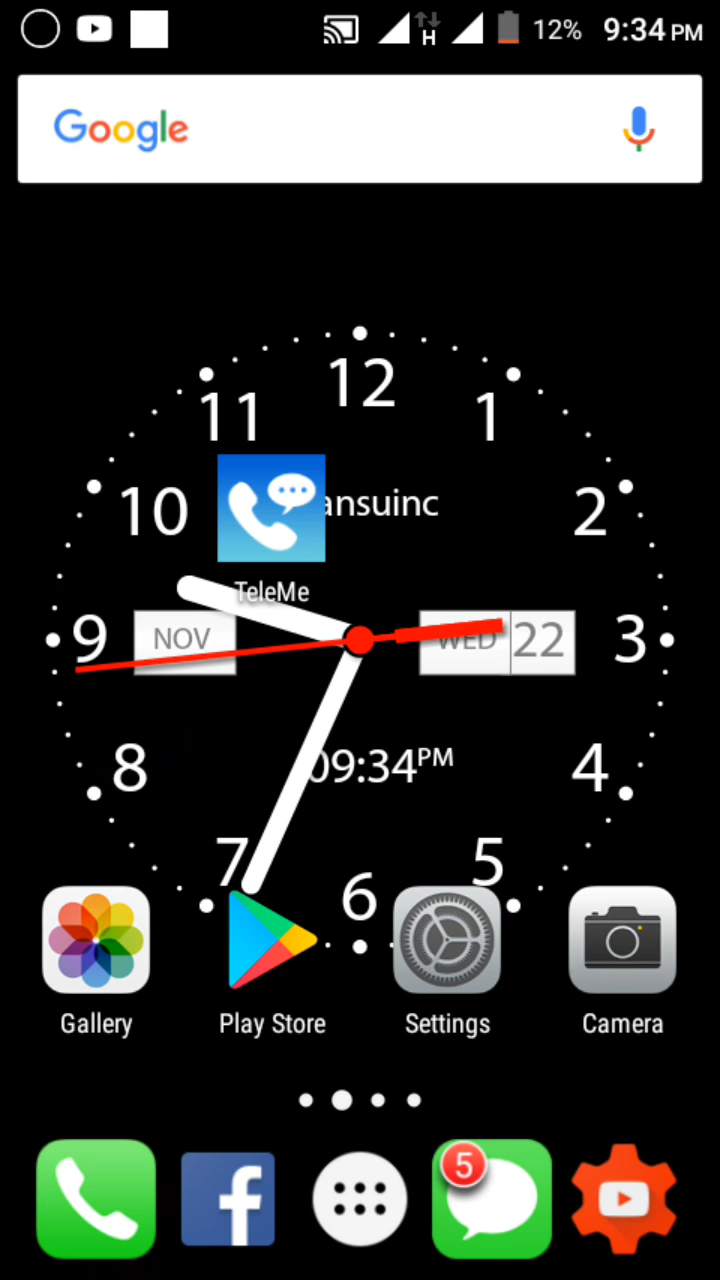 H 12% 9:34 PM
Google
12
11 1
10 ansuinc 2
TeleMe
9 NOV WED 22 3
09:34PM
8 4
7 5
6
Gallery Play Store Settings Camera
5